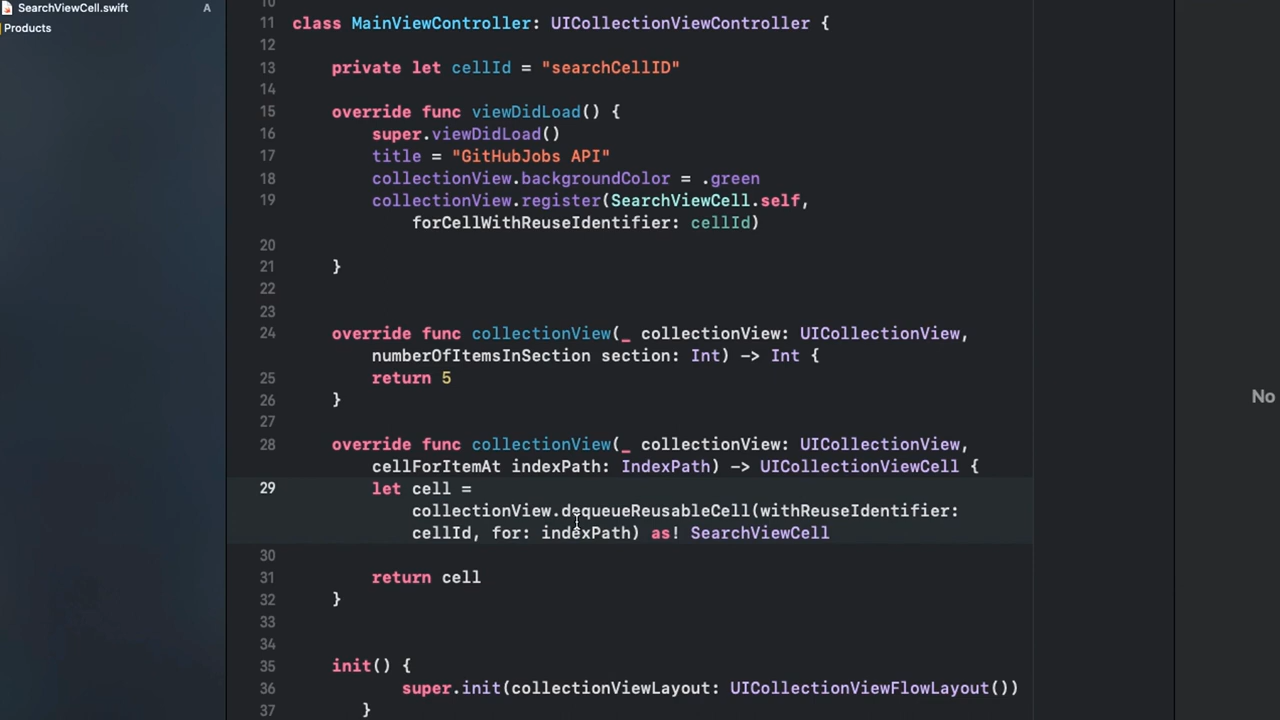 SearchViewCell.swift A
Products
10
11 class MainViewController: UICollectionViewController {
12
13 private let cellId = "searchCellID"
14
15 override func viewDidLoad() {
16 super.viewDidLoad()
17 title = "GitHubJobs API"
18 collectionView.backgroundColor = .green
19 collectionView.register(SearchViewCell.self,
forCellWithReuseIdentifier: cellId)
20
21 }
22
23
24 override func collectionView(_ collectionView: UICollectionView,
numberOfItemsInSection section: Int) -> Int {
25 return 5
26 }
27
28 override func collectionView(_ collectionView: UICollectionView,
cellForItemAt indexPath: IndexPath) -> UICollectionViewCell {
29 let cell =
collectionView.dequeueReusableCell(withReuseIdentifier:
cellId, for: indexPath) as! SearchViewCell
30
31 return cell
32 }
33
34
35 init() {
36 super.init(collectionViewLayout: UICollectionViewFlowLayout())
37 }
No